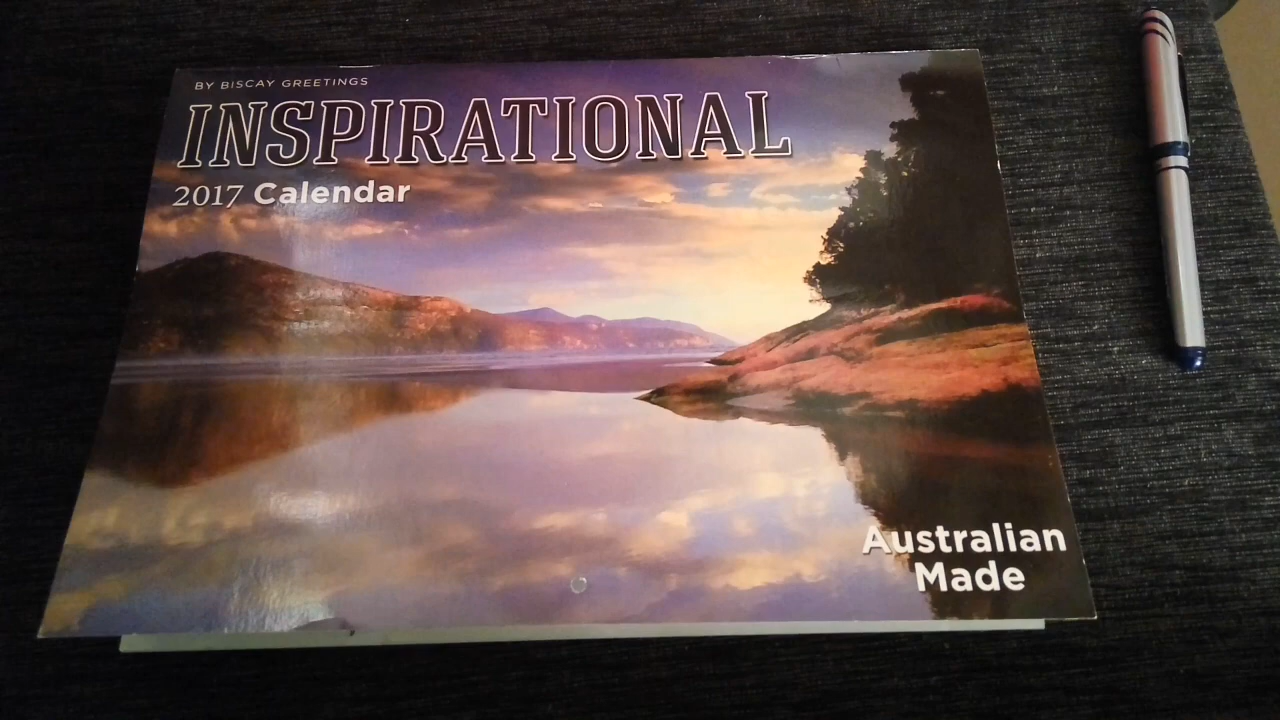 BY BISCAY GREETINGS
INSPIRATIONAL
2017 Calendar
Australian
Made